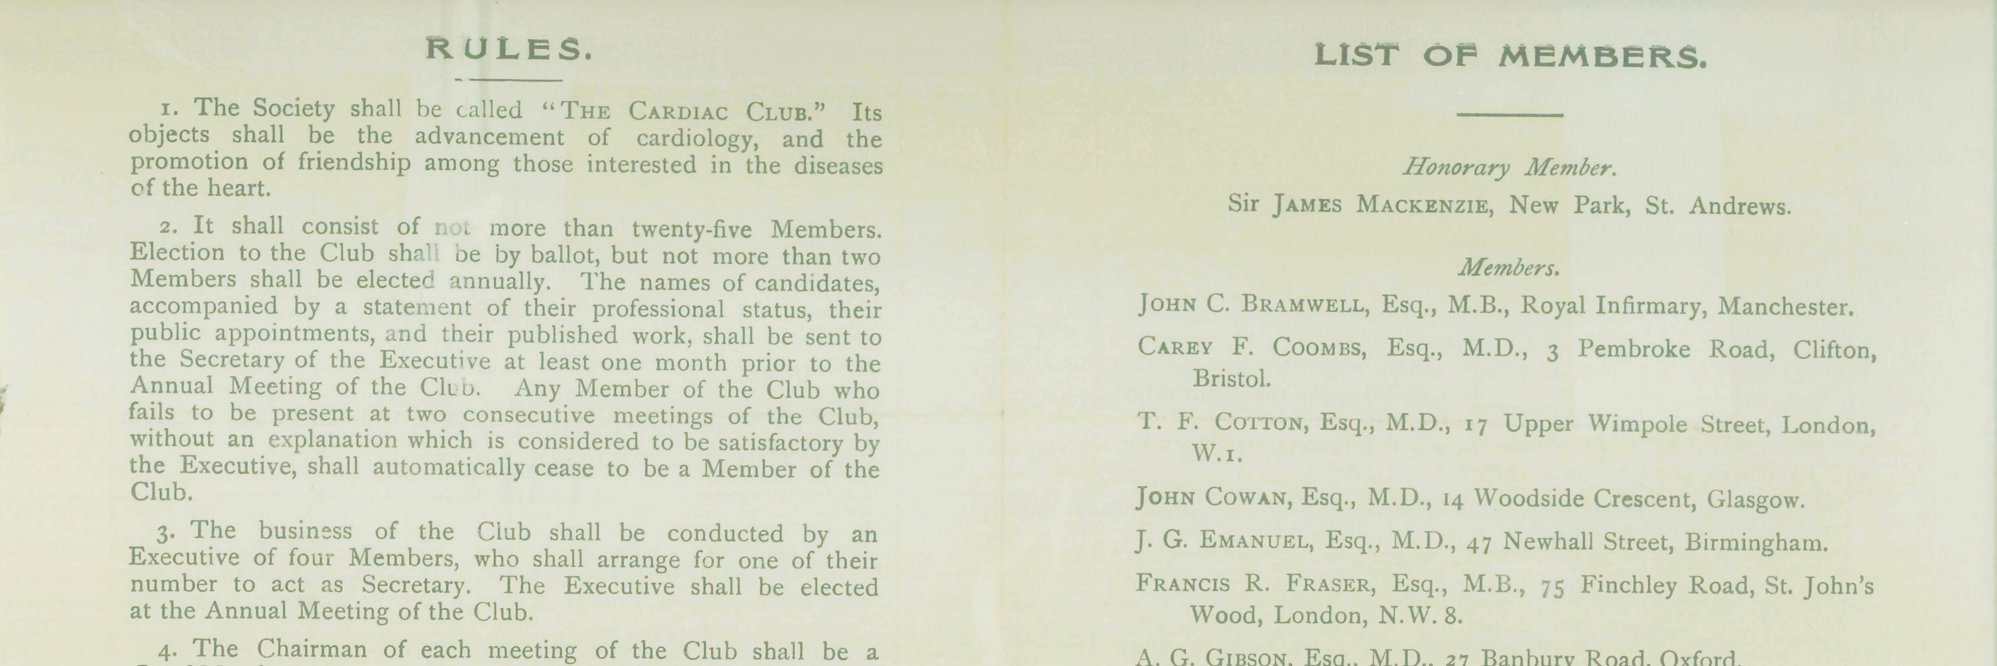 RULES.
1. The Society shall be called “THE CARDIAC CLUB.” Its
objects shall be the advancement of cardiology, and the
promotion of friendship among those interested in the diseases
of the heart.
2. It shall consist of not more than twenty-five Members.
Election to the Club shall be by ballot, but not more than two
Members shall be elected annually. The names of candidates,
accompanied by a statement of their professional status, their
public appointments, and their published work, shall be sent to
the Secretary of the Executive at least one month prior to the
Annual Meeting of the Club. Any Member of the Club who
fails to be present at two consecutive meetings of the Club,
without an explanation which is considered to be satisfactory by
the Executive, shall automatically cease to be a Member of the
Club.
3. The business of the Club shall be conducted by an
Executive of four Members, who shall arrange for one of their
number to act as Secretary. The Executive shall be elected
at the Annual Meeting of the Club.
4. The Chairman of each meeting of the Club shall be a
LIST OF MEMBERS.
Honorary Member.
Sir JAMES MACKENZIE, New Park, St. Andrews.
Members.
JOHN C. BRAMWELL, Esq., M.B., Royal Infirmary, Manchester.
CAREY F. COOMBS, Esq., M.D., 3 Pembroke Road, Clifton,
Bristol.
T. F. COTTON, Esq., M.D., 17 Upper Wimpole Street, London,
W.1.
JOHN COWAN, Esq., M.D., 14 Woodside Crescent, Glasgow.
J. G. EMANUEL, Esq., M.D., 47 Newhall Street, Birmingham.
FRANCIS R. FRASER, Esq., M.B., 75 Finchley Road, St. John’s
Wood, London, N.W. 8.
A. G. GIBSON, Esq., M.D., 27 Banbury Road, Oxford.